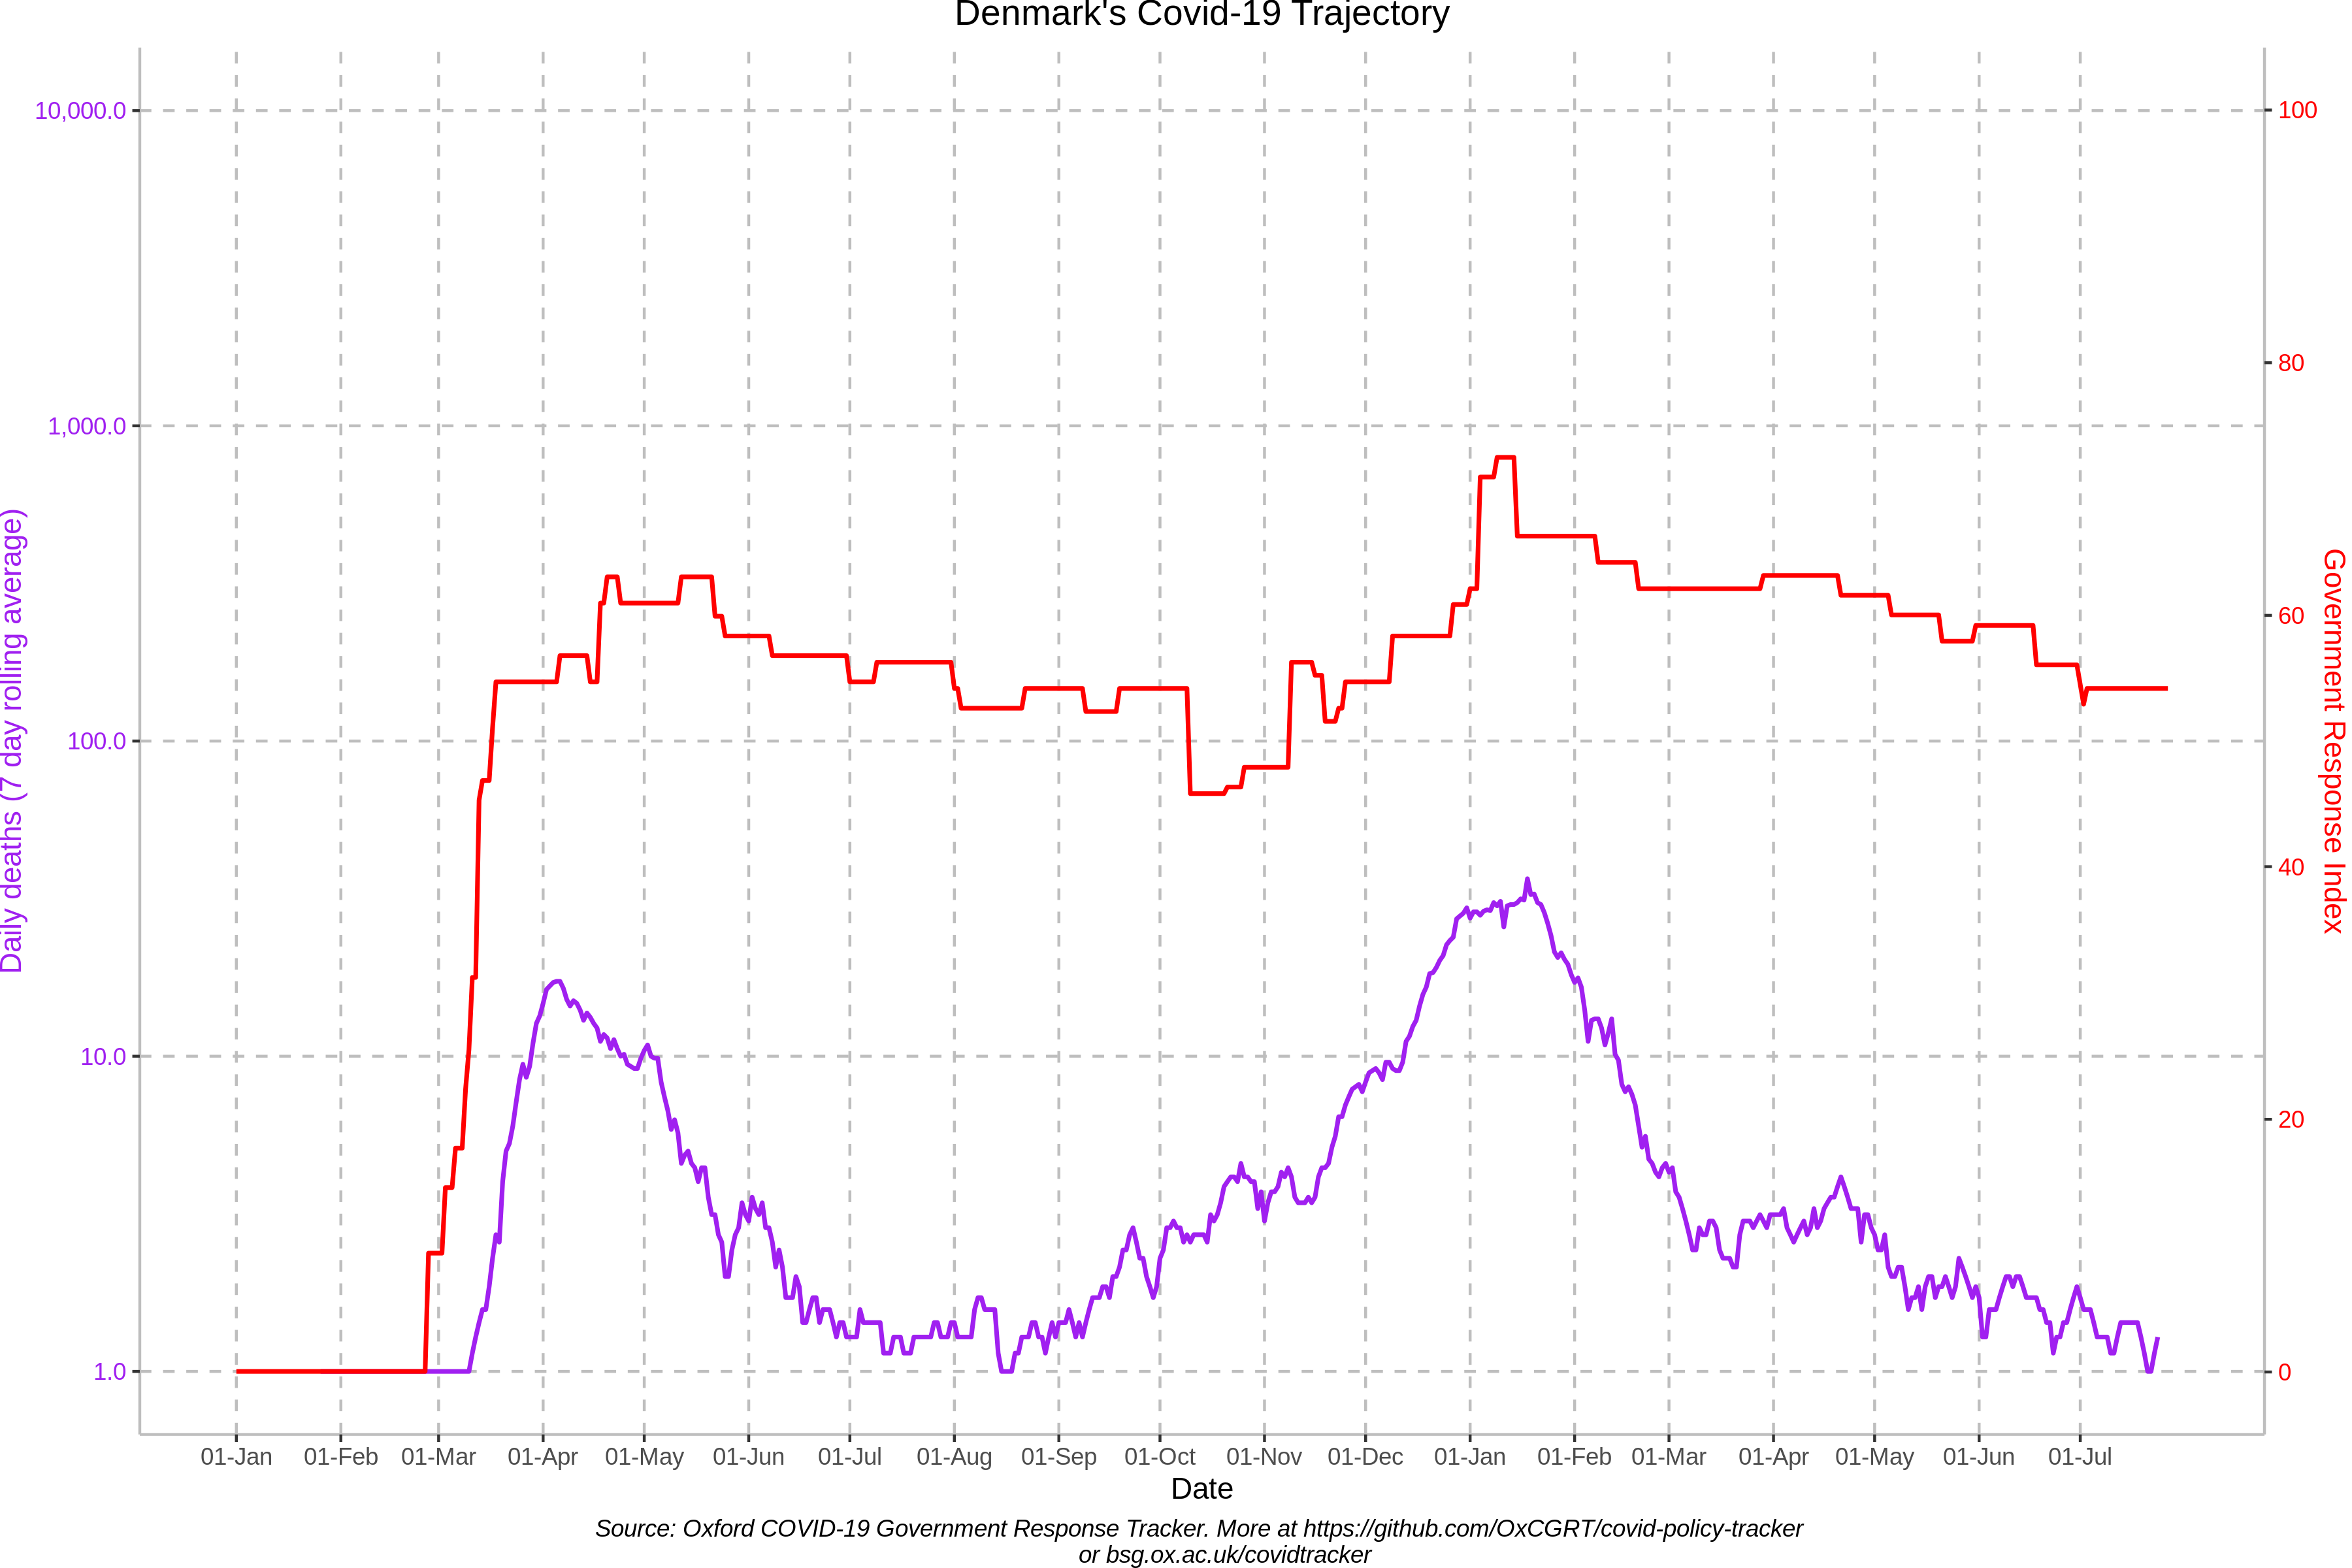 Denmark's Covid-19 Trajectory
Daily deaths (7 day rolling average)
10,000.0
1,000.0
100.0
10.0
1.0
100
80
60
40
20
0
Government Response Index
01-Jan 01-Feb 01-Mar 01-Apr 01-May 01-Jun 01-Jul 01-Aug 01-Sep 01-Oct 01-Nov 01-Dec 01-Jan 01-Feb 01-Mar 01-Apr 01-May 01-Jun 01-Jul
Date
Source: Oxford COVID-19 Government Response Tracker. More at https://github.com/OxCGRT/covid-policy-tracker
or bsg.ox.ac.uk/covidtracker